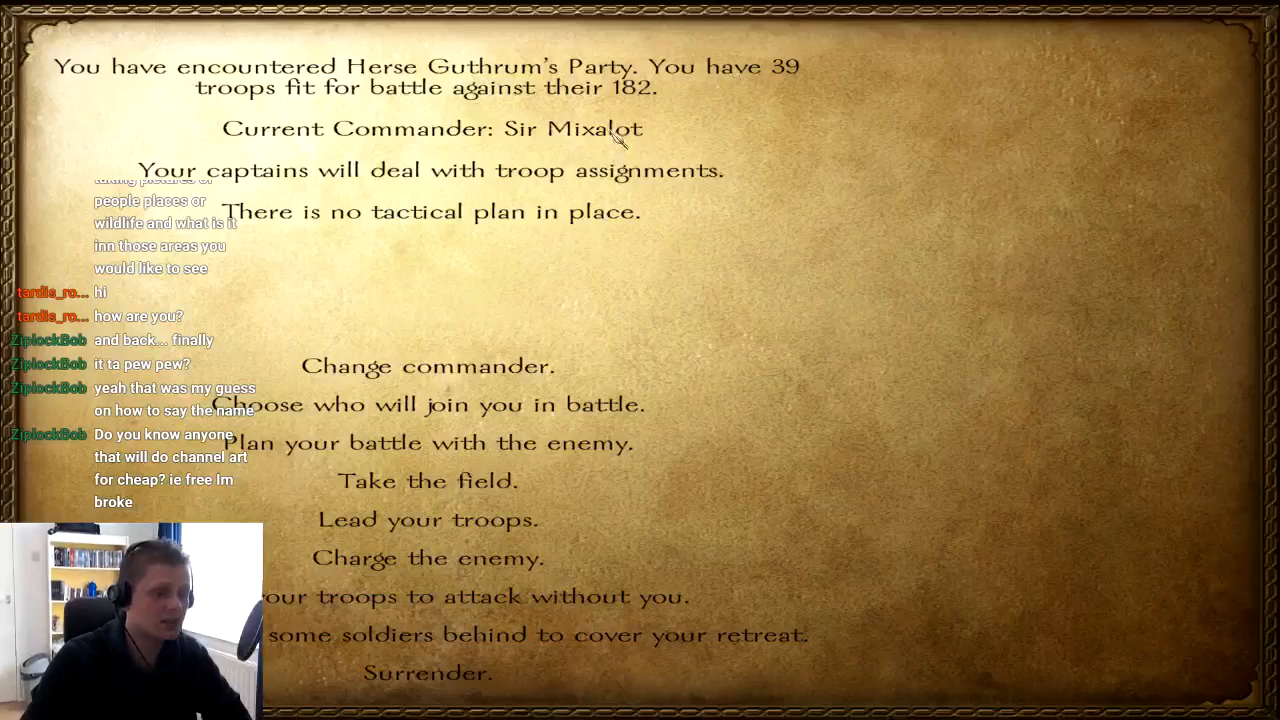 You have encountered Herse Guthrum's Party. You have 39
troops fit for battle against their 182.
Current Commander: Sir Mixalot
Your captains will deal with troop assignments.
There is no tactical plan in place.
taking pictures of
people places or
wildlife and what is it
inn those areas you
would like to see
tardis_ro... hi
tardis_ro... how are you?
ZiplockBob and back... finally
ZiplockBob it ta pew pew?
ZiplockBob yeah that was my guess
on how to say the name
ZiplockBob Do you know anyone
that will do channel art
for cheap? ie free Im
broke
Change commander.
Choose who will join you in battle.
Plan your battle with the enemy.
Take the field.
Lead your troops.
Charge the enemy.
your troops to attack without you.
some soldiers behind to cover your retreat.
Surrender.